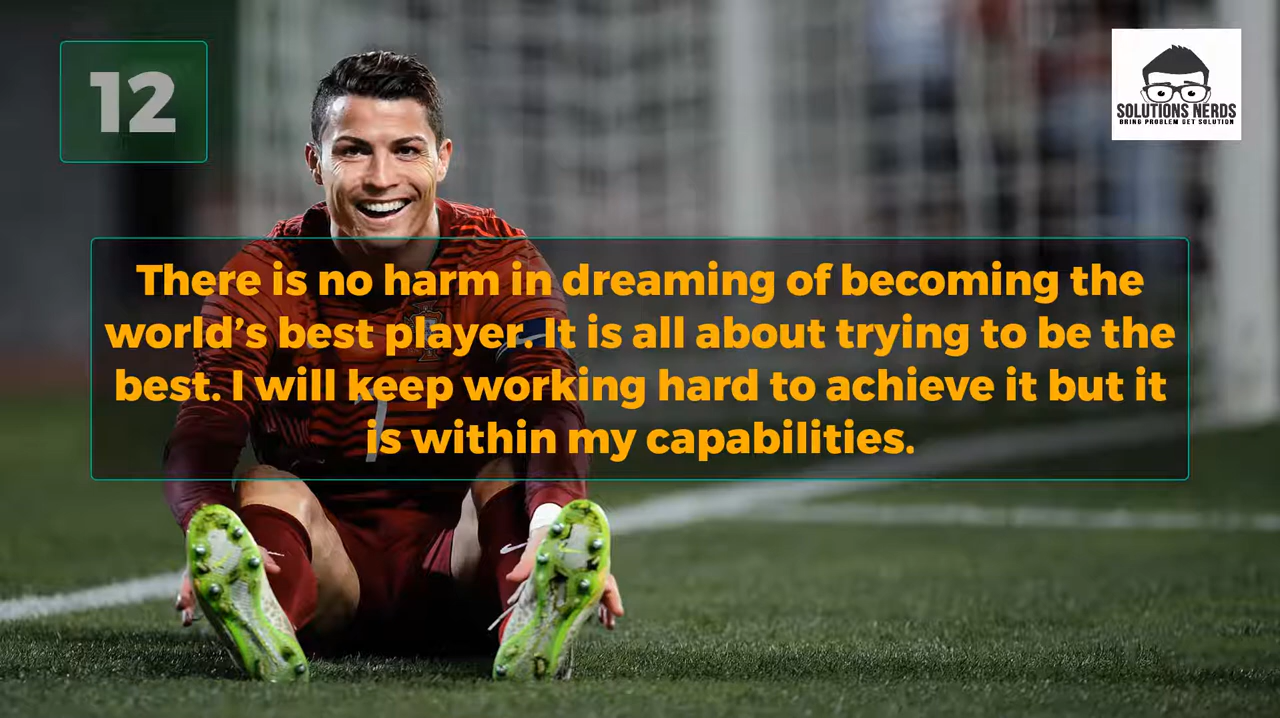 12
SOLUTIONS NERDS
BRING PROBLEM GET SOLUTION
There is no harm in dreaming of becoming the
world’s best player. It is all about trying to be the
best. I will keep working hard to achieve it but it
is within my capabilities.
7